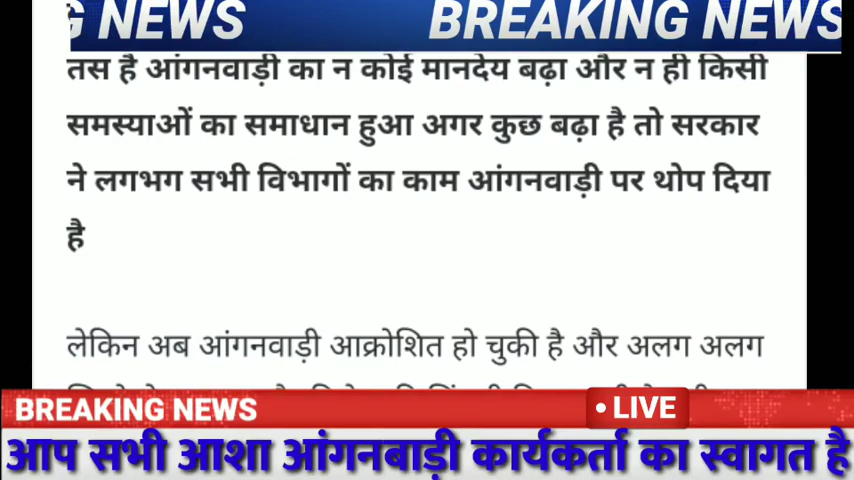 G NEWS BREAKING NEWS
तस है आंगनवाड़ी का न कोई मानदेय बढ़ा और न ही किसी
समस्याओं का समाधान हुआ अगर कुछ बढ़ा है तो सरकार
ने लगभग सभी विभागों का काम आंगनवाड़ी पर थोप दिया
है
लेकिन अब आंगनवाड़ी आक्रोशित हो चुकी है और अलग अलग
BREAKING NEWS • LIVE
आप सभी आशा आंगनबाड़ी कार्यकर्ता का स्वागत है